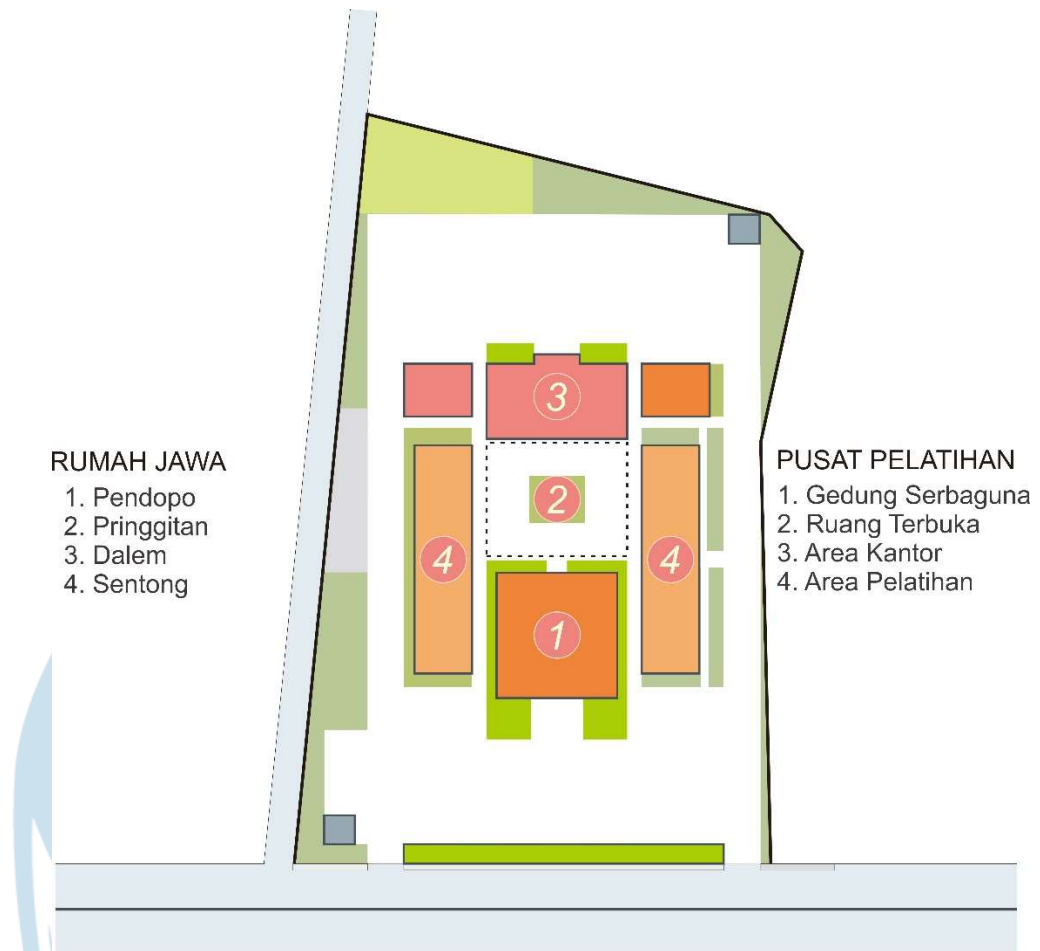 RUMAH JAWA
1. Pendopo
2. Pringgitan
3. Dalem
4. Sentong
3
2
4
4
1
PUSAT PELATIHAN
1. Gedung Serbaguna
2. Ruang Terbuka
3. Area Kantor
4. Area Pelatihan